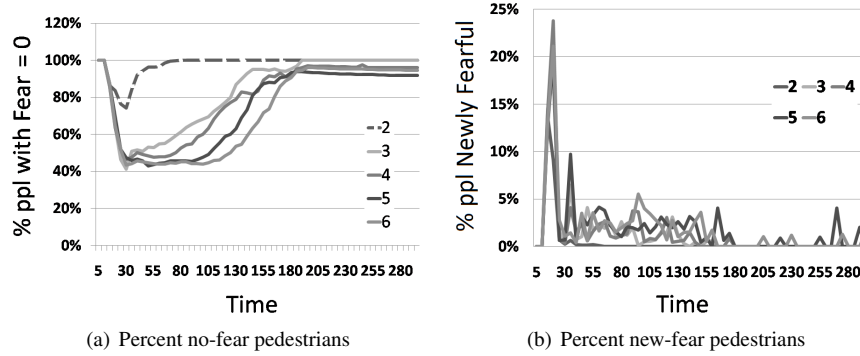 120%
100%
80%
60%
40%
20%
0%
% ppl with Fear = 0
2
3
4
5
6
5 30 55 80 105 130 155 180 205 230 255 280
Time
(a) Percent no-fear pedestrians
25%
20%
15%
10%
5%
0%
% ppl Newly Fearful
2 3 4
5 6
5 30 55 80 105 130 155 180 205 230 255 280
Time
(b) Percent new-fear pedestrians